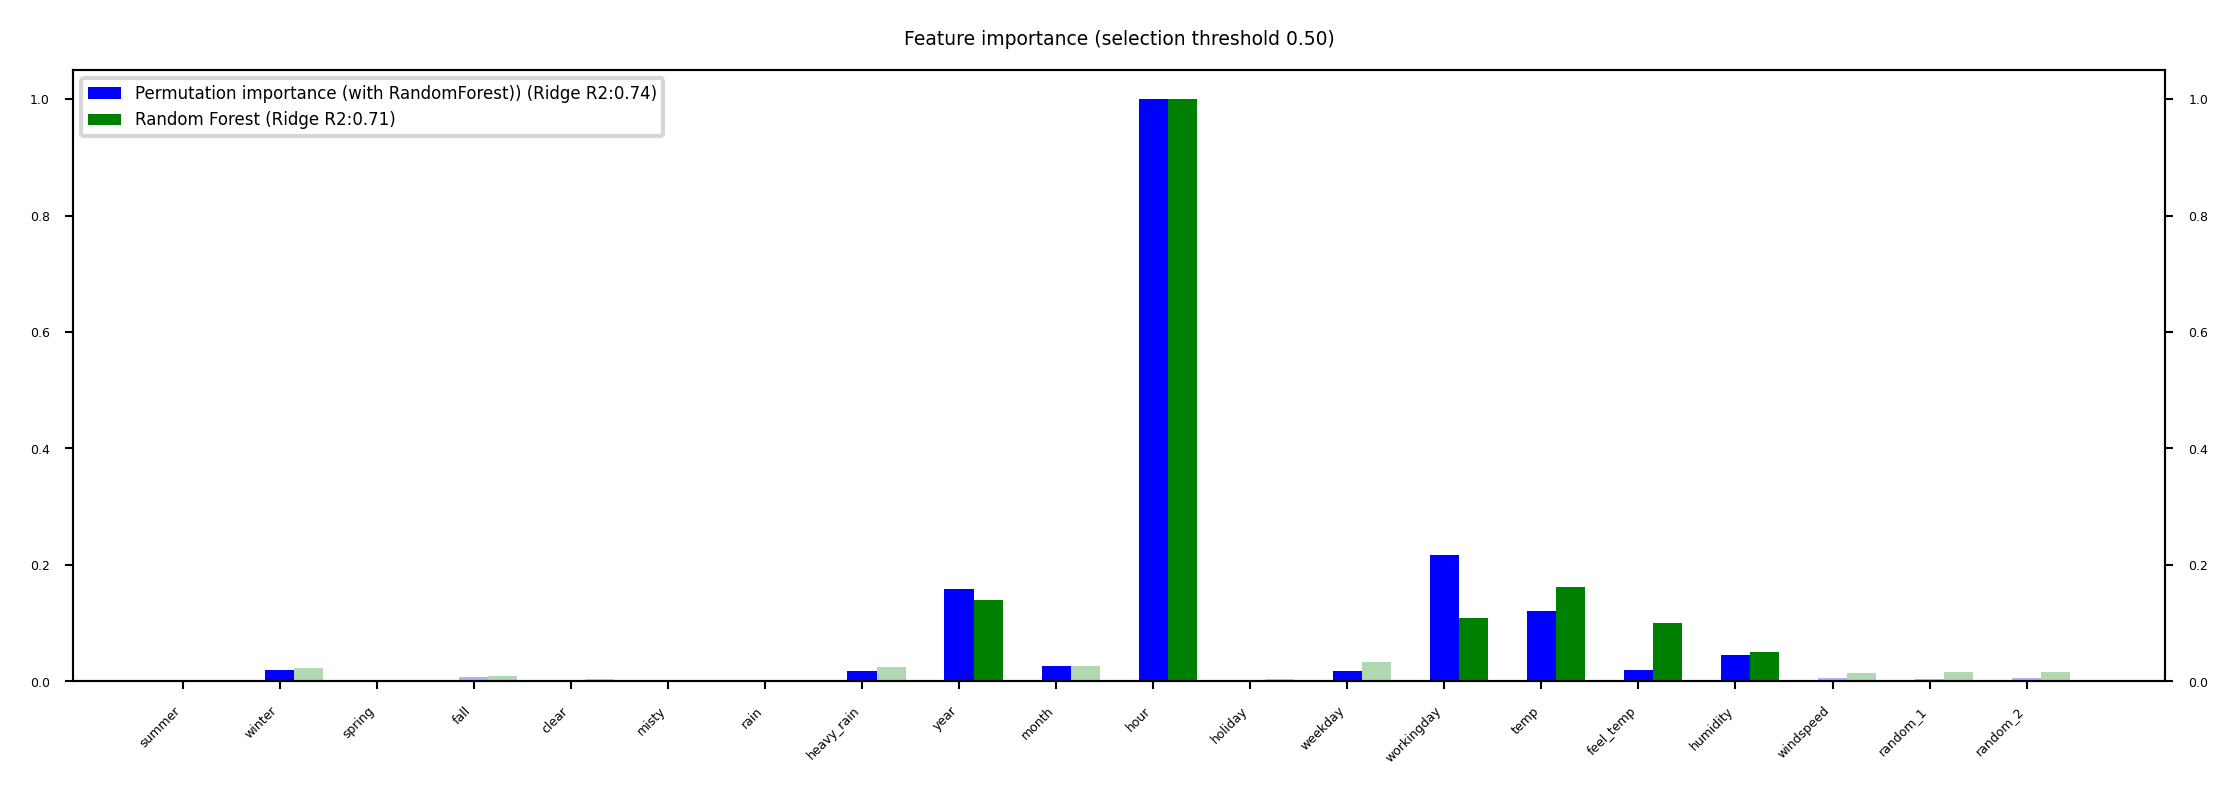 Feature importance (selection threshold 0.50)
Permutation importance (with RandomForest)) (Ridge R2:0.74)
Random Forest (Ridge R2:0.71)
1.0
1.0
0.8
0.8
0.6
0.6
0.4
0.4
0.2
0.2
0.0
0.0
summer
winter
spring
fall
clear
misty
rain
heavy_rain
year
month
hour
holiday
weekday
workingday
temp
feel_temp
humidity
windspeed
random_1
random_2